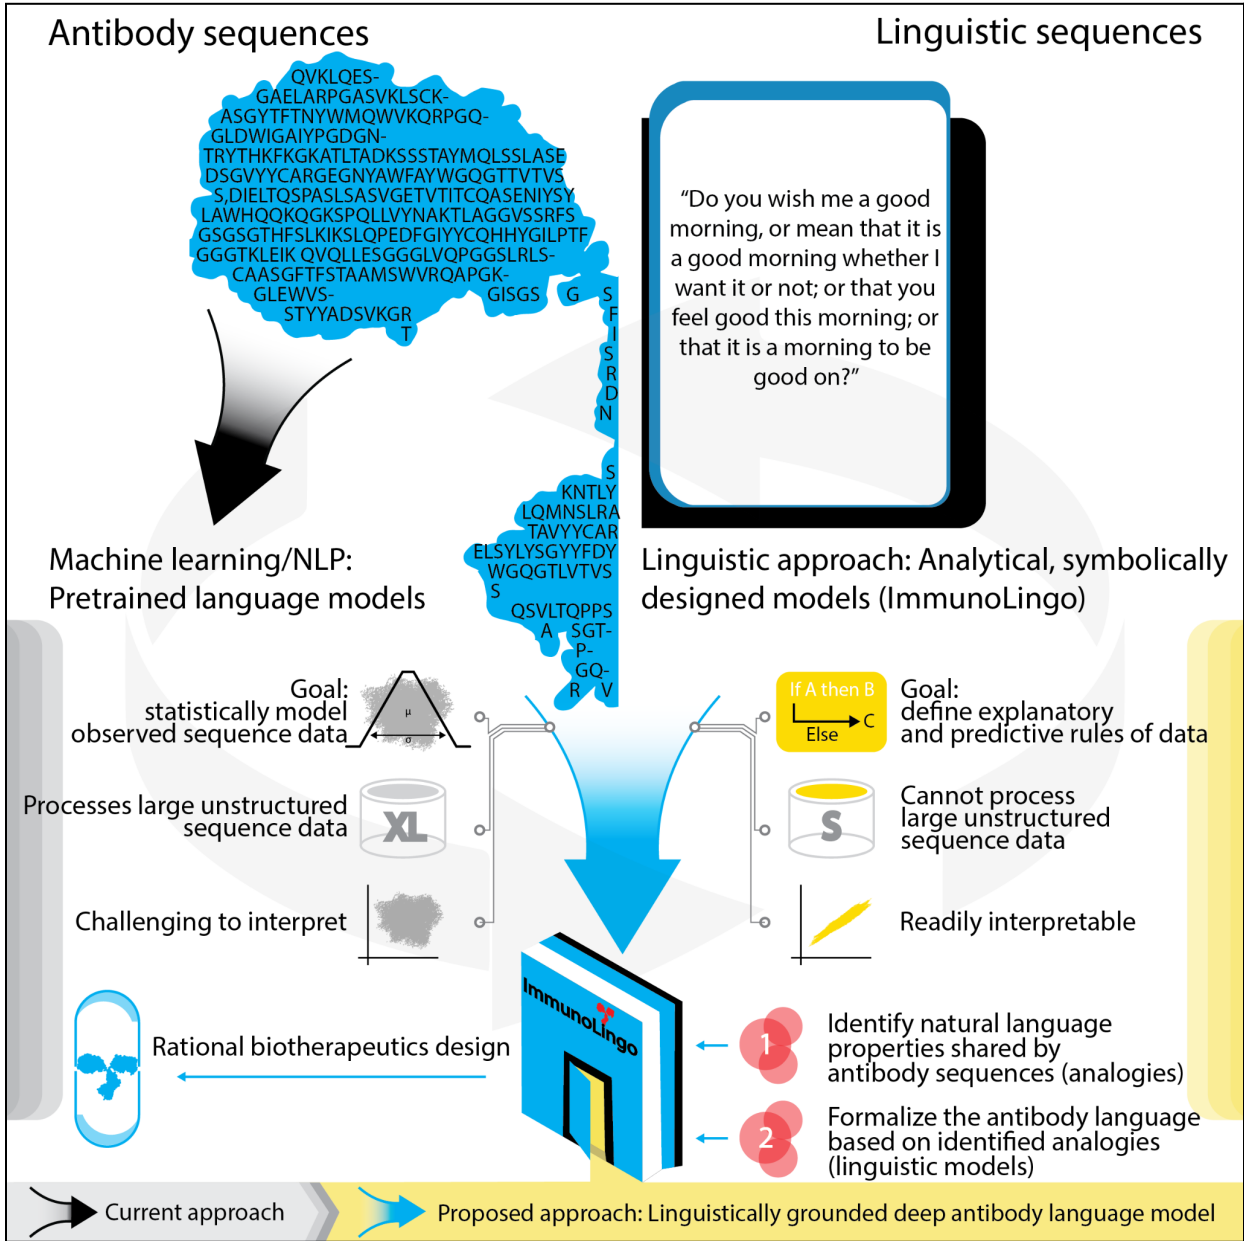 Antibody sequences
Linguistic sequences
QVKLQES-
GAELARPGASVKLSCK-
ASGYTFTNYWMQWVKQRPGQ-
GLDWIGAIYPGDGN-
TRYTHKFKGKATLTADKSSSTAYMQLSSLASE
DSGVYYCARGEGNYAWFAYWGQGTTVTVS
S,DIELTQSPASLSASVGETVTITCQASENIYSY
LAWHQQKQGKSPQLLVYNAKTLAGGVSSRFS
GSGSGTHFSLKIKSLQPEDFGIYYCQHHYGILPTF
GGGTKLEIK QVQLLESGGGLVQPGGSLRLS-
CAASGFTFSTAAMSWVRQAPGK-
GLEWVS- GISGS G S
STYYADSVKGR F
T I
S
R
D
N
S
KNTLY
LQMNSLRA
TAVYYCAR
ELSYLYSGYYFDY
WGQGTLVTVS
S
QSVLTQPPS
A SGT-
P-
GQ-
R V
“Do you wish me a good
morning, or mean that it is
a good morning whether I
want it or not; or that you
feel good this morning; or
that it is a morning to be
good on?”
Machine learning/NLP:
Pretrained language models
Linguistic approach: Analytical, symbolically
designed models (ImmunoLingo)
Goal:
statistically model
observed sequence data
μ
σ
Processes large unstructured
sequence data
XL
Challenging to interpret
If A then B
C
Else
Goal:
define explanatory
and predictive rules of data
S
Cannot process
large unstructured
sequence data
Readily interpretable
ImmunoLingo
Rational biotherapeutics design
1
Identify natural language
properties shared by
antibody sequences (analogies)
2
Formalize the antibody language
based on identified analogies
(linguistic models)
Current approach
Proposed approach: Linguistically grounded deep antibody language model